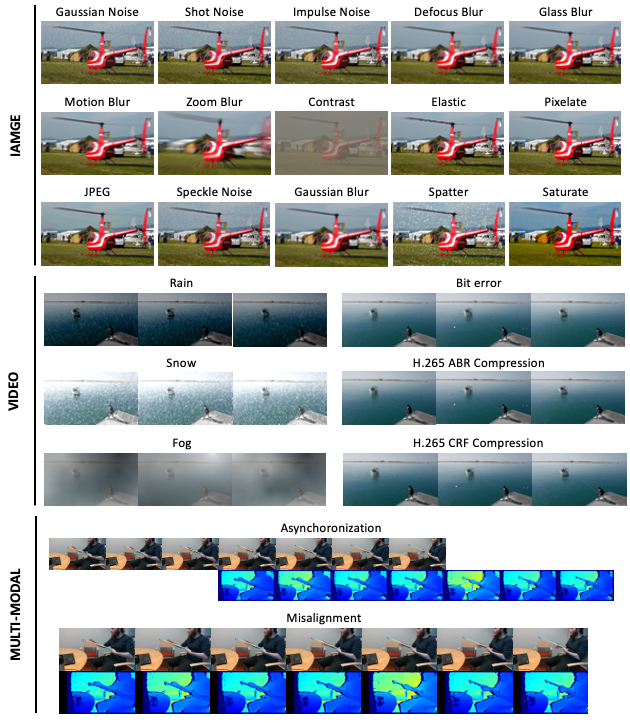 Gaussian Noise Shot Noise Impulse Noise Defocus Blur Glass Blur
IAMGE
Motion Blur Zoom Blur Contrast Elastic Pixelate
JPEG Speckle Noise Gaussian Blur Spatter Saturate
Rain Bit error
VIDEO
Snow H.265 ABR Compression
Fog H.265 CRF Compression
Asynchoronization
MULTI-MODAL
Misalignment